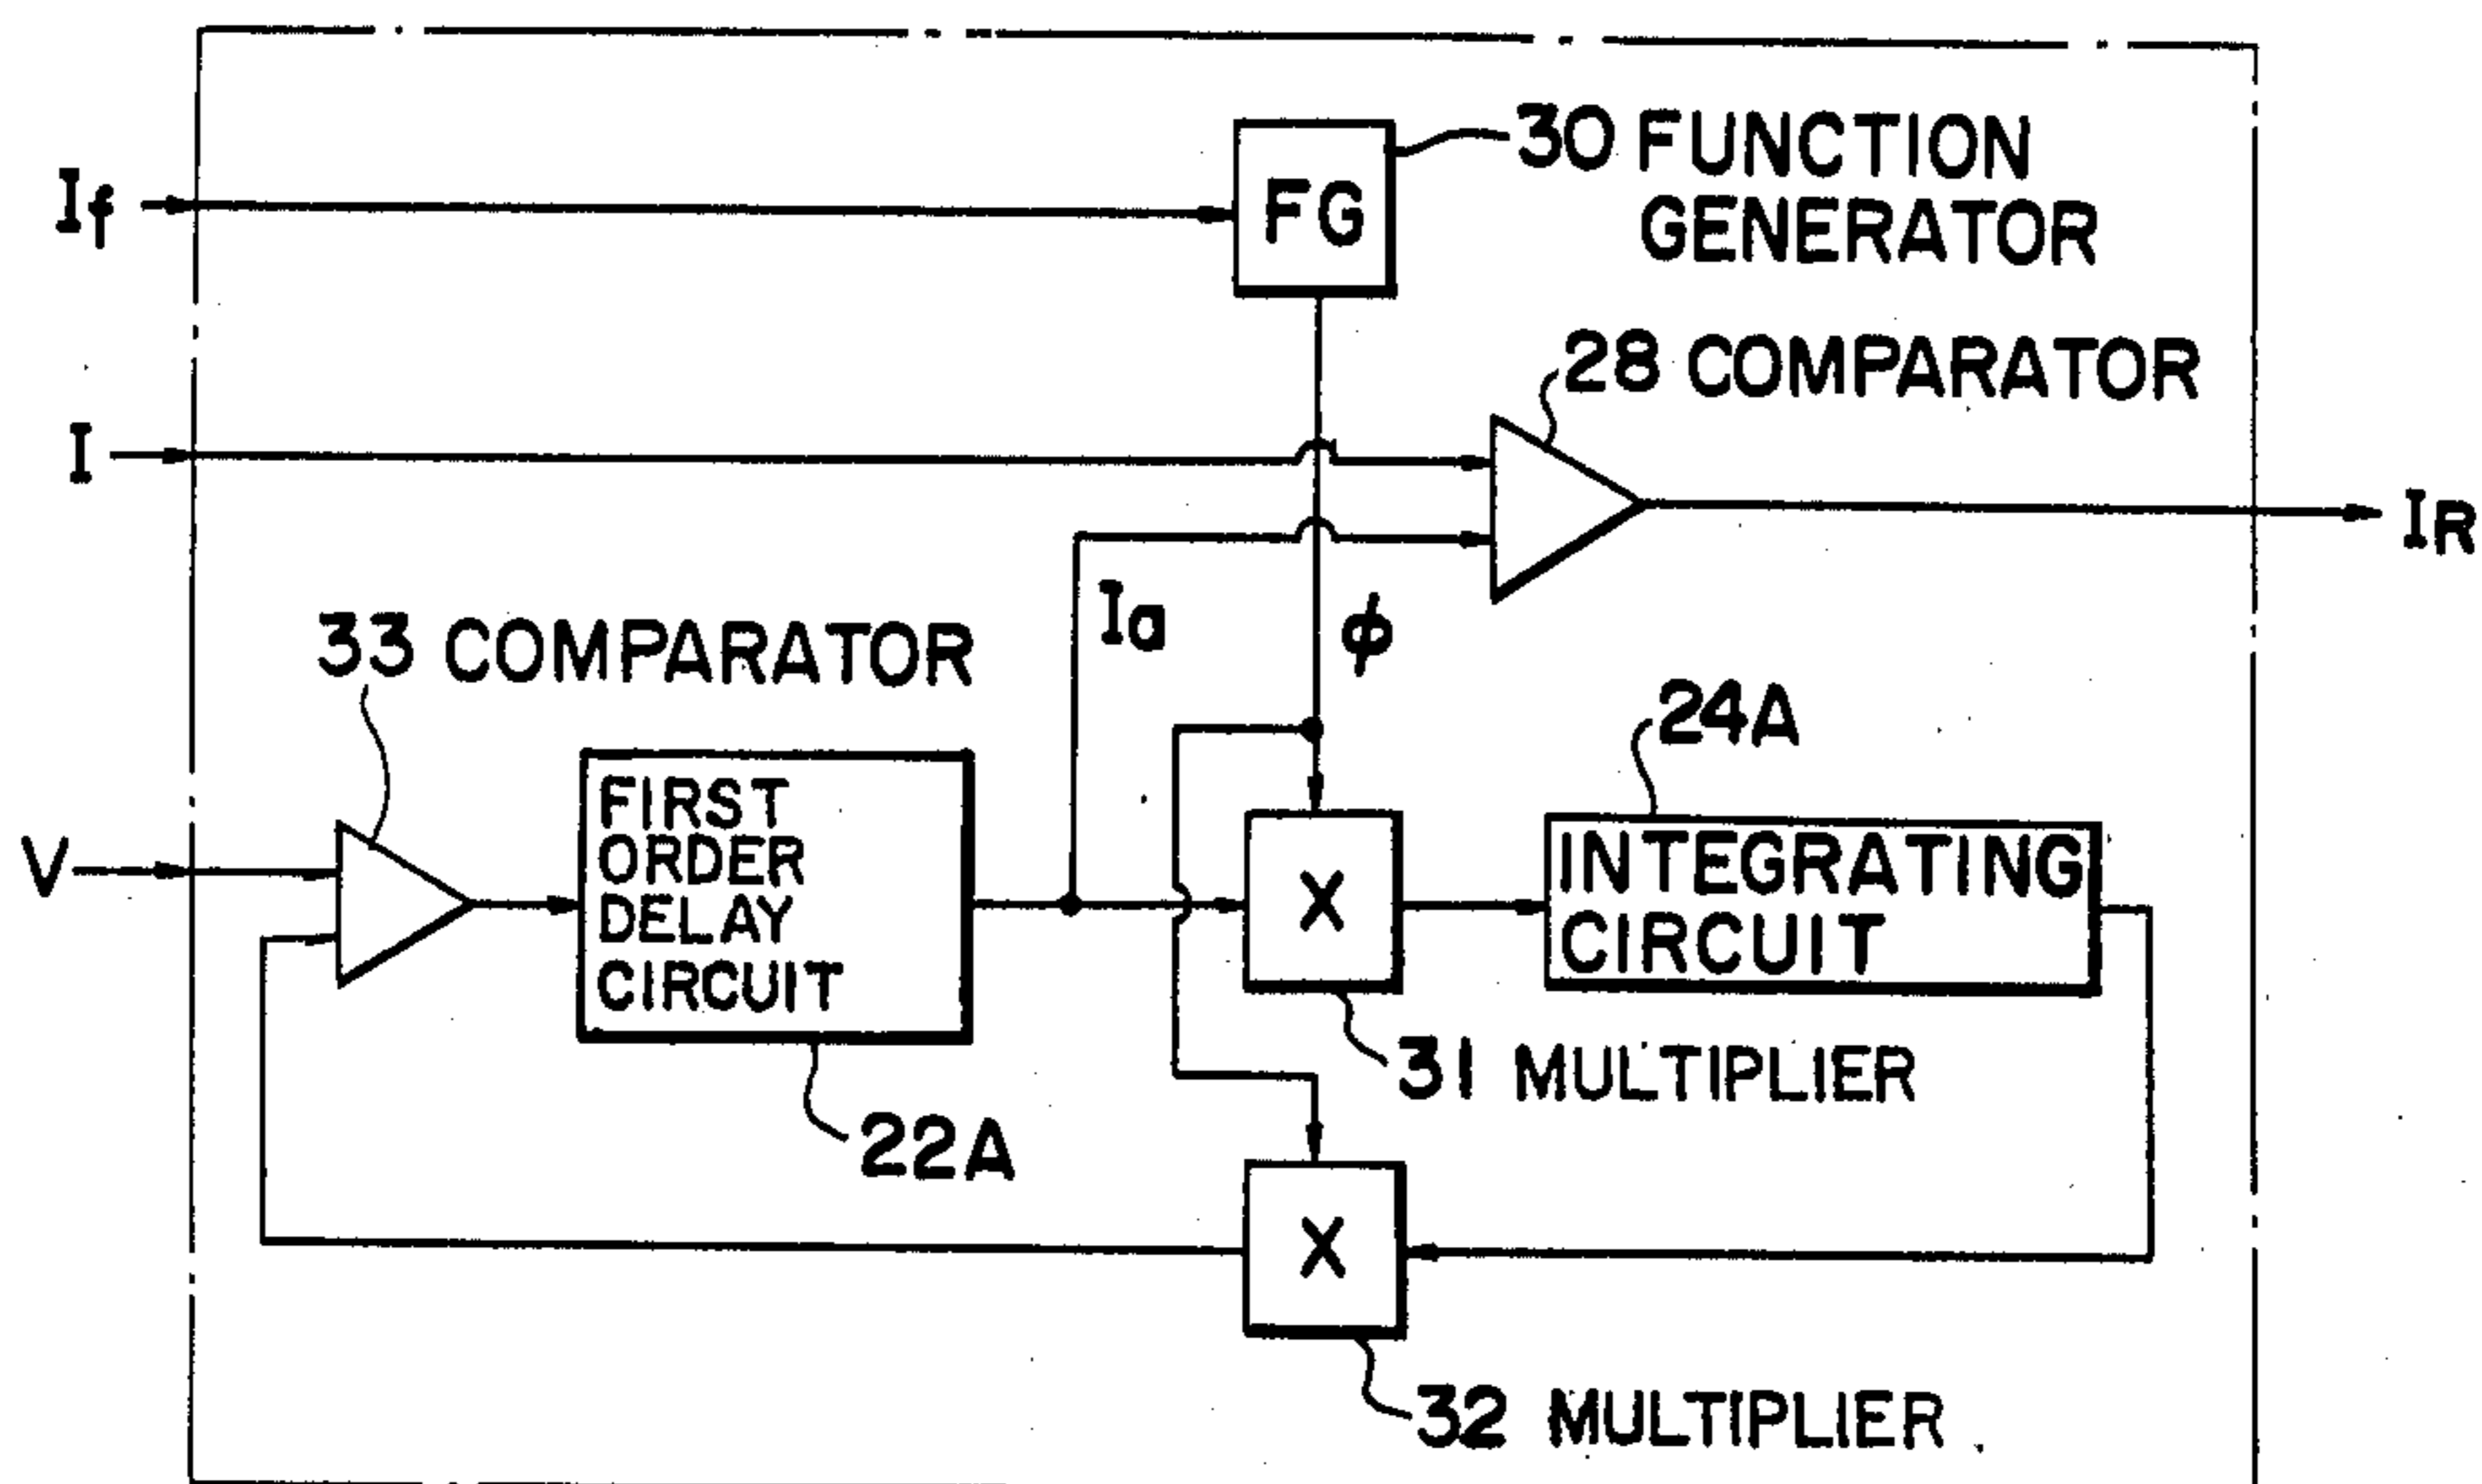 If
FG
30 FUNCTION
GENERATOR
28 COMPARATOR
I
IR
Ia
ϕ
33 COMPARATOR
24A
V
FIRST
ORDER
DELAY
CIRCUIT
X
INTEGRATING
CIRCUIT
31 MULTIPLIER
22A
X
32 MULTIPLIER